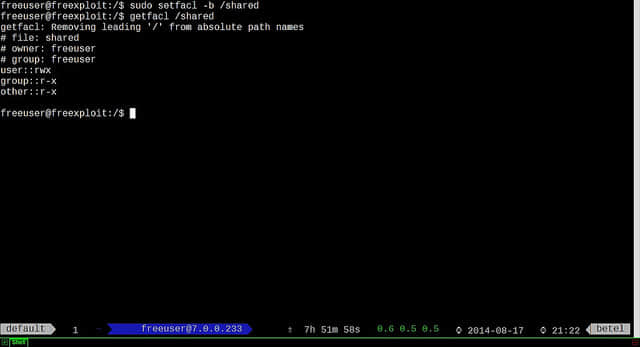 freeuser@freexploit:/$ sudo setfacl -b /shared
freeuser@freexploit:/$ getfacl /shared
getfacl: Removing leading '/' from absolute path names
# file: shared
# owner: freeuser
# group: freeuser
user::rwx
group::r-x
other::r-x
freeuser@freexploit:/$
default 1 freeuser@7.0.0.233 ↑ 7h 51m 58s 0.6 0.5 0.5 2014-08-17 21:22 betel
Shel